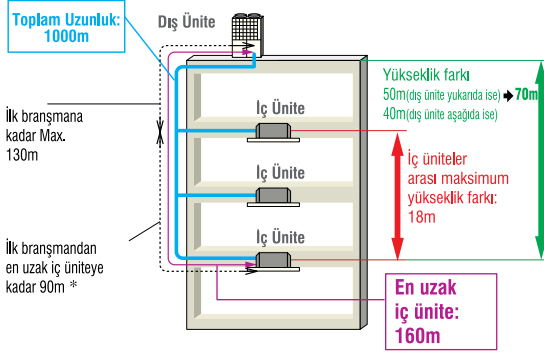 Toplam Uzunluk:
1000m
Dış Ünite
İlk branşmana
kadar Max.
130m
İlk branşmandan
en uzak iç üniteye
kadar 90m *
İç Ünite
İç Ünite
İç Ünite
Yükseklik farkı
50m(dış ünite yukarıda ise) 70m
40m(dış ünite aşağıda ise)
İç üniteler
arası maksimum
yükseklik farkı:
18m
En uzak
iç ünite:
160m